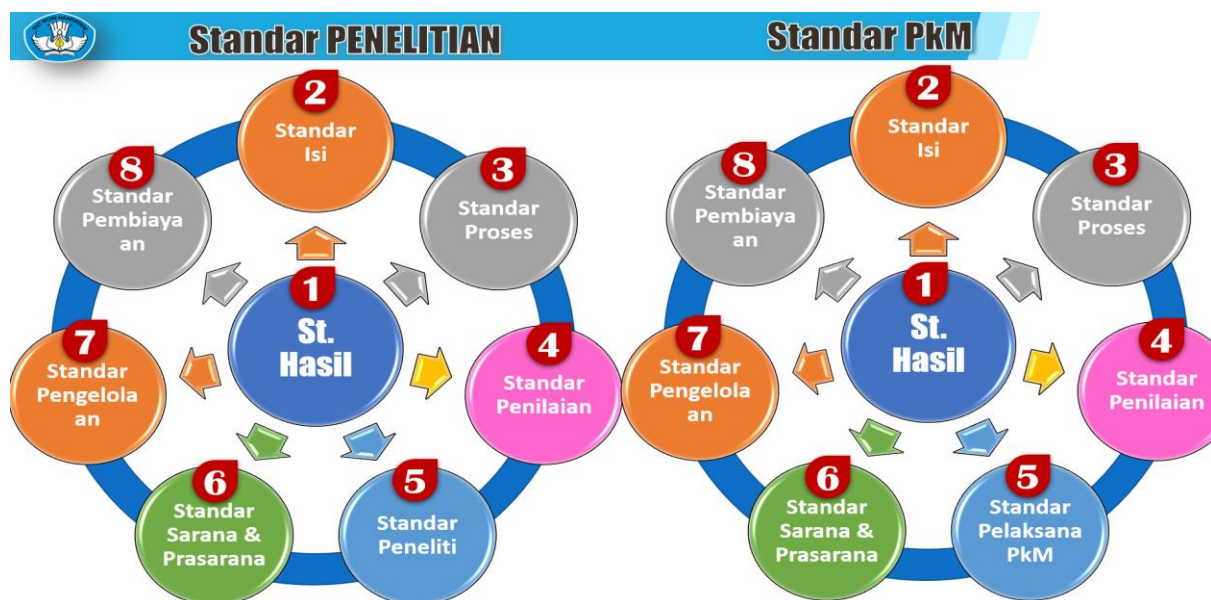 Standar PENELITIAN
2
Standar
Isi
3
Standar
Proses
4
Standar
Penilaian
5
Standar
Peneliti
6
Standar
Sarana &
Prasarana
7
Standar
Pengelola
an
8
Standar
Pembiaya
an
1
St.
Hasil
Standar PkM
2
Standar
Isi
3
Standar
Proses
4
Standar
Penilaian
5
Standar
Pelaksana
PkM
6
Standar
Sarana &
Prasarana
7
Standar
Pengelola
an
8
Standar
Pembiaya
an
1
St.
Hasil